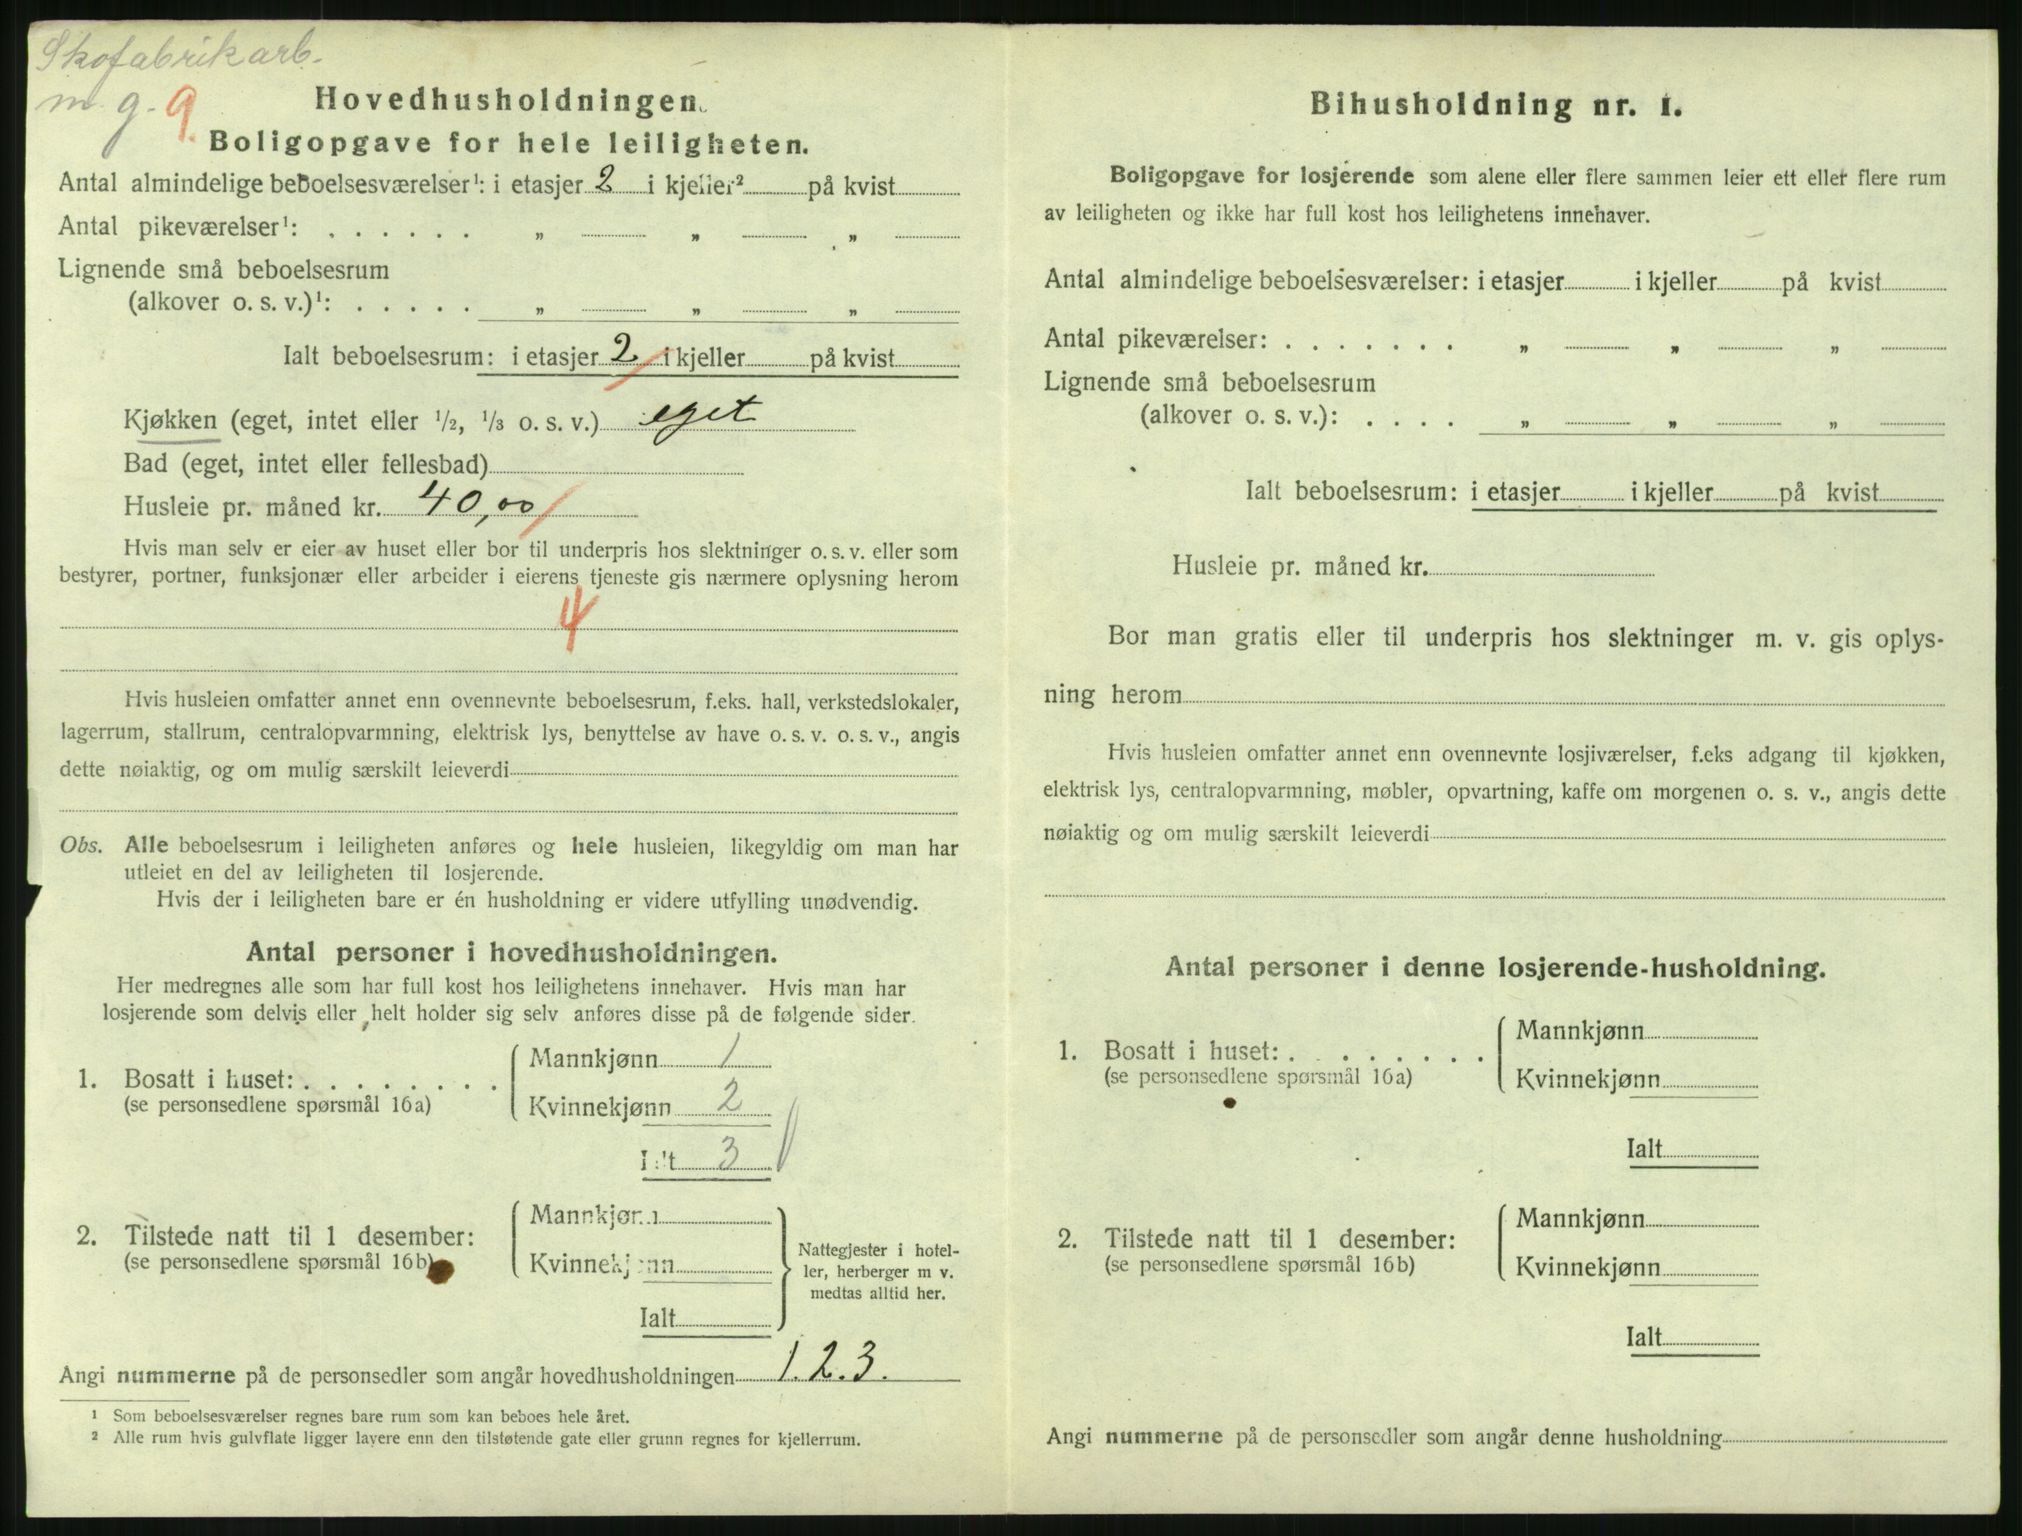 Skofabrikarb.
m. g. 9.
Hovedhusholdningen.
Boligopgave for hele leiligheten.
Antal almindelige beboelsesværelser¹: i etasjer 2 i kjeller² på kvist
Antal pikeværelser¹: . . . . . . „ „ „
Lignende små beboelsesrum
(alkover o. s. v.)¹: . . . . . „ „ „
Ialt beboelsesrum: i etasjer 2 i kjeller på kvist
Kjøkken (eget, intet eller ½, ⅓ o. s. v.) eget
Bad (eget, intet eller fellesbad)
Husleie pr. måned kr. 40,00
Hvis man selv er eier av huset eller bor til underpris hos slektninger o. s. v. eller som
bestyrer, portner, funksjonær eller arbeider i eierens tjeneste gis nærmere oplysning herom
4
Hvis husleien omfatter annet enn ovennevnte beboelsesrum, f.eks. hall, verkstedslokaler,
lagerrum, stallrum, centralopvarmning, elektrisk lys, benyttelse av have o. s. v. o. s. v., angis
dette nøiaktig, og om mulig særskilt leieverdi
Obs. Alle beboelsesrum i leiligheten anføres og hele husleien, likegyldig om man har
utleiet en del av leiligheten til losjerende.
Hvis der i leiligheten bare er én husholdning er videre utfylling unødvendig.
Antal personer i hovedhusholdningen.
Her medregnes alle som har full kost hos leilighetens innehaver. Hvis man har
losjerende som delvis eller helt holder sig selv anføres disse på de følgende sider.
1. Bosatt i huset: . . . . . . . .
(se personsedlene spørsmål 16a)
Mannkjønn 1
Kvinnekjønn 2
Ialt 3
2. Tilstede natt til 1 desember:
(se personsedlene spørsmål 16b)
Mannkjønn
Kvinnekjønn
Ialt
Nattegjester i hotel-
ler, herberger m v.
medtas alltid her.
Angi nummerne på de personsedler som angår hovedhusholdningen 1. 2. 3.
¹ Som beboelsesværelser regnes bare rum som kan beboes hele året.
² Alle rum hvis gulvflate ligger lavere enn den tilstøtende gate eller grunn regnes for kjellerrum.
Bihusholdning nr. 1.
Boligopgave for losjerende som alene eller flere sammen leier ett eller flere rum
av leiligheten og ikke har full kost hos leilighetens innehaver.
Antal almindelige beboelsesværelser: i etasjer i kjeller på kvist
Antal pikeværelser: . . . . . . . „ „ „
Lignende små beboelsesrum
(alkover o. s. v.): . . . . „ „ „
Ialt beboelsesrum: i etasjer i kjeller på kvist
Husleie pr. måned kr.
Bor man gratis eller til underpris hos slektninger m. v. gis oplys-
ning herom
Hvis husleien omfatter annet enn ovennevnte losjiværelser, f.eks adgang til kjøkken,
elektrisk lys, centralopvarmning, møbler, opvartning, kaffe om morgenen o. s. v., angis dette
nøiaktig og om mulig særskilt leieverdi
Antal personer i denne losjerende-husholdning.
1. Bosatt i huset: . . . . . . . .
(se personsedlene spørsmål 16a)
Mannkjønn
Kvinnekjønn
Ialt
2. Tilstede natt til 1 desember:
(se personsedlene spørsmål 16b)
Mannkjønn
Kvinnekjønn
Ialt
Angi nummerne på de personsedler som angår denne husholdning